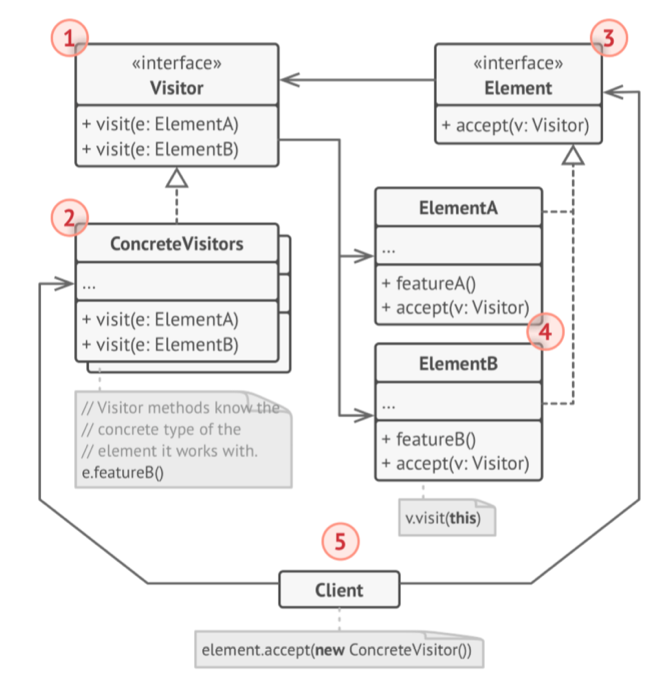 1
«interface»
Visitor
+ visit(e: ElementA)
+ visit(e: ElementB)
3
«interface»
Element
+ accept(v: Visitor)
2
ConcreteVisitors
...
+ visit(e: ElementA)
+ visit(e: ElementB)
// Visitor methods know the
// concrete type of the
// element it works with.
e.featureB()
ElementA
...
+ featureA()
+ accept(v: Visitor)
4
ElementB
...
+ featureB()
+ accept(v: Visitor)
v.visit(this)
5
Client
element.accept(new ConcreteVisitor())